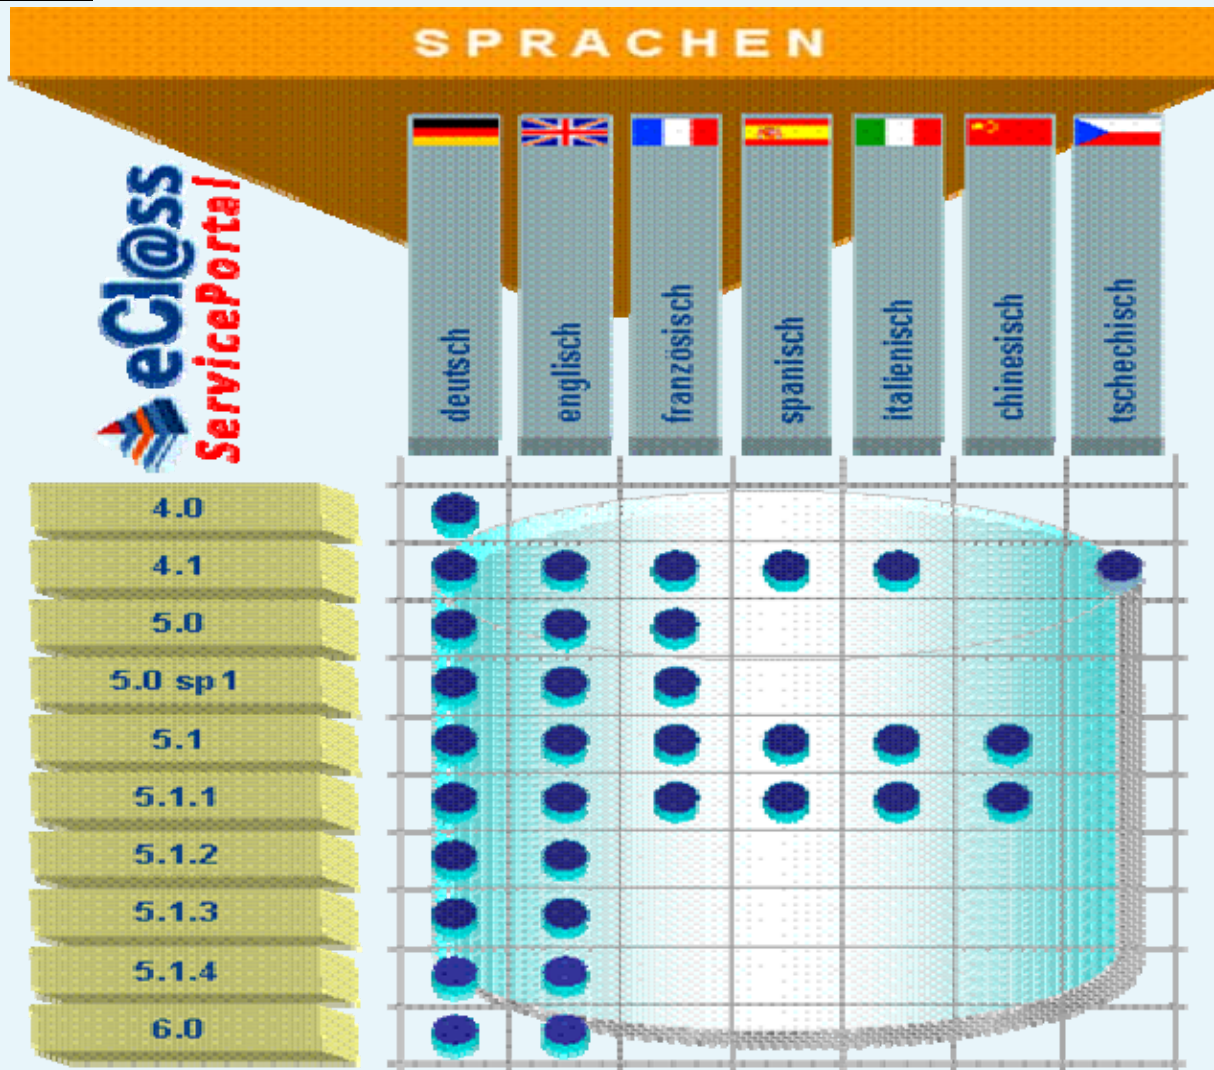 SPRACHEN
eCl@ss
ServicePortal
deutsch
englisch
französisch
spanisch
italienisch
chinesisch
tschechisch
4.0
4.1
5.0
5.0 sp1
5.1
5.1.1
5.1.2
5.1.3
5.1.4
6.0